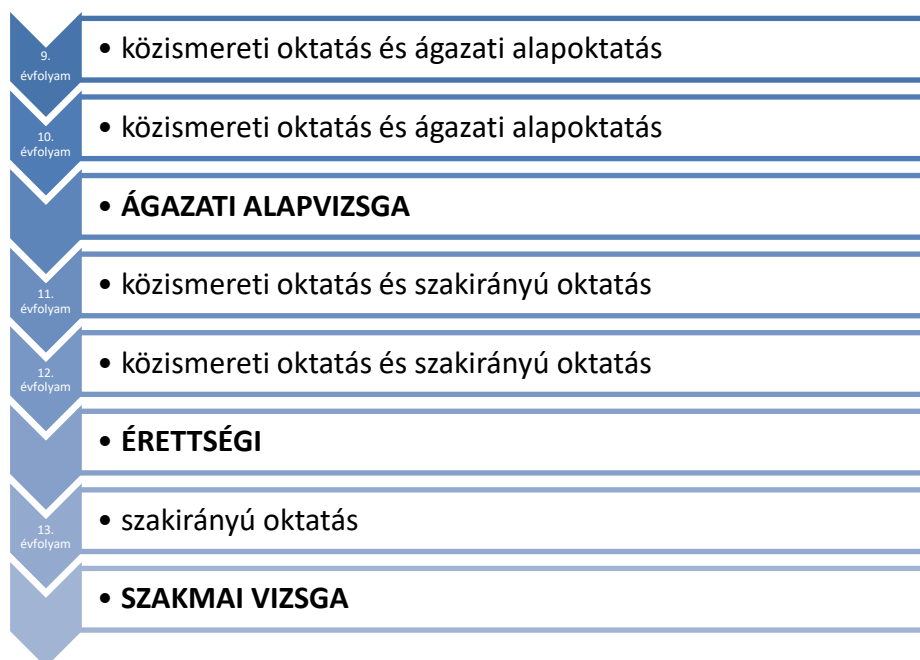 9.
évfolyam
• közismereti oktatás és ágazati alapoktatás
10.
évfolyam
• közismereti oktatás és ágazati alapoktatás
• ÁGAZATI ALAPVIZSGA
11.
évfolyam
• közismereti oktatás és szakirányú oktatás
12.
évfolyam
• közismereti oktatás és szakirányú oktatás
• ÉRETTSÉGI
13.
évfolyam
• szakirányú oktatás
• SZAKMAI VIZSGA